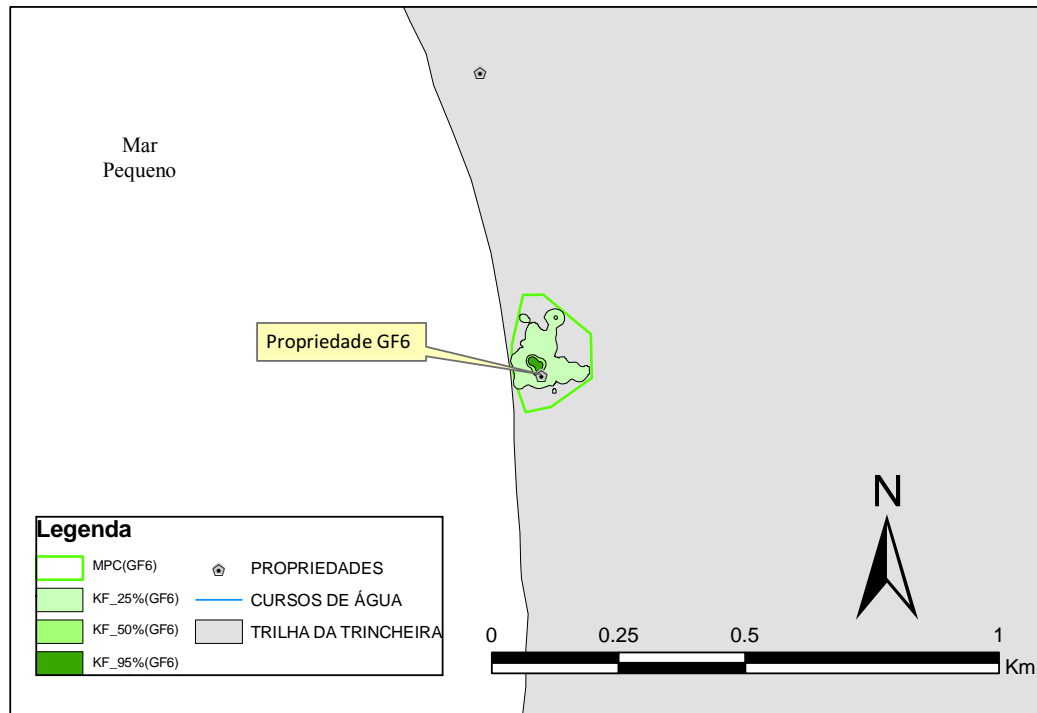 Mar
Pequeno
Propriedade GF6
N
Legenda
MPC(GF6)
KF_25%(GF6)
KF_50%(GF6)
KF_95%(GF6)
PROPRIEDADES
CURSOS DE ÁGUA
TRILHA DA TRINCHEIRA
0 0.25 0.5 1
Km